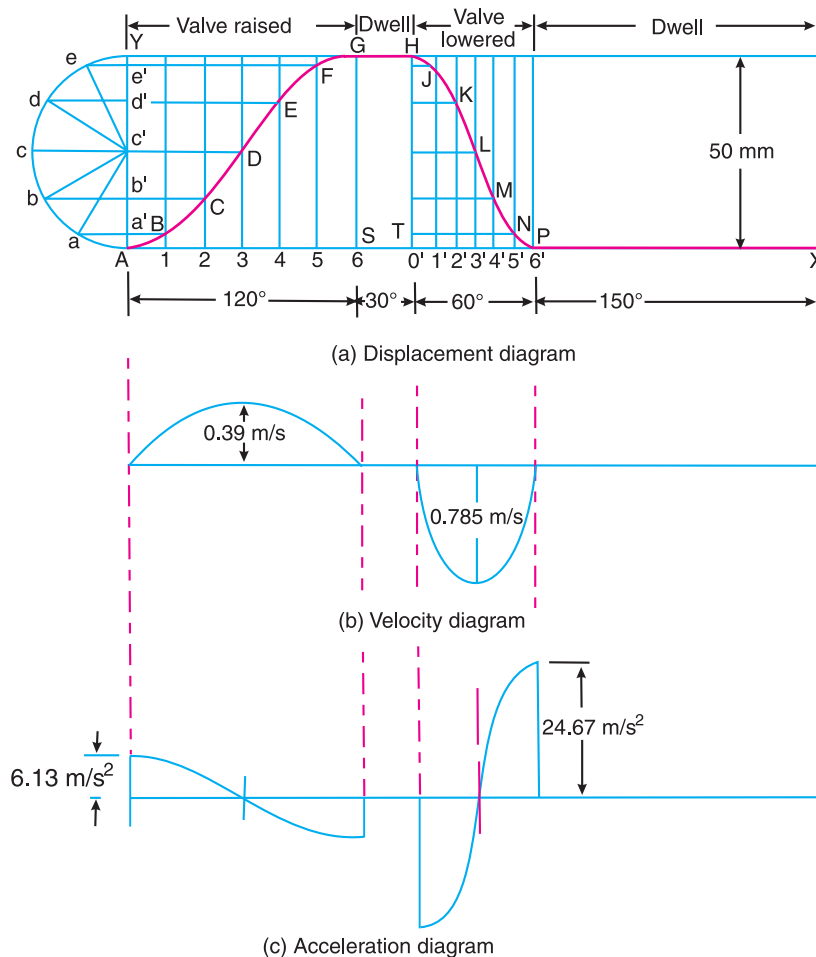 Y Valve raised Dwell Valve lowered Dwell
G H
e e' F J
d d' E K
c c' D L 50 mm
b b' C M
a a' B S T N P
A 1 2 3 4 5 6 0' 1' 2' 3' 4' 5' 6' X
120° 30° 60° 150°
(a) Displacement diagram
0.39 m/s
0.785 m/s
(b) Velocity diagram
24.67 m/s²
6.13 m/s²
(c) Acceleration diagram